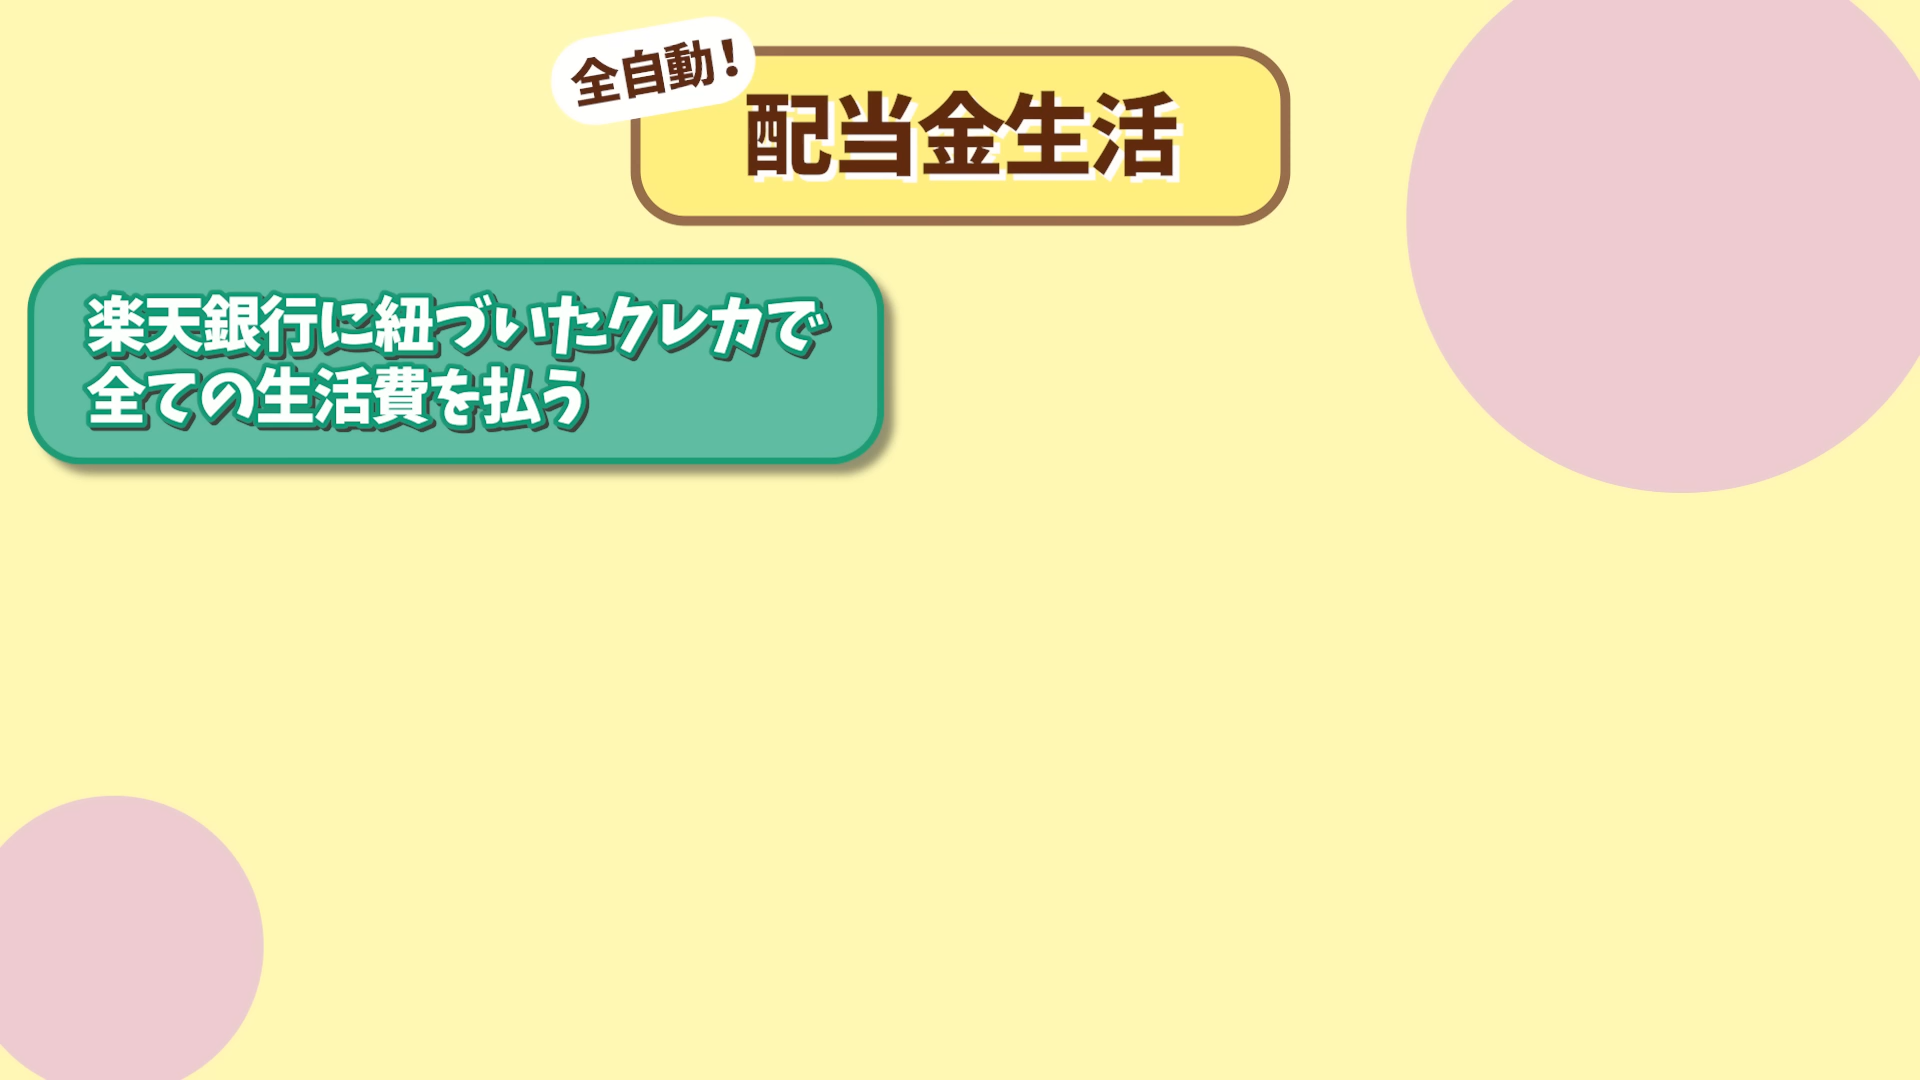 全自動！
配当金生活
楽天銀行に紐づいたクレカで
全ての生活費を払う